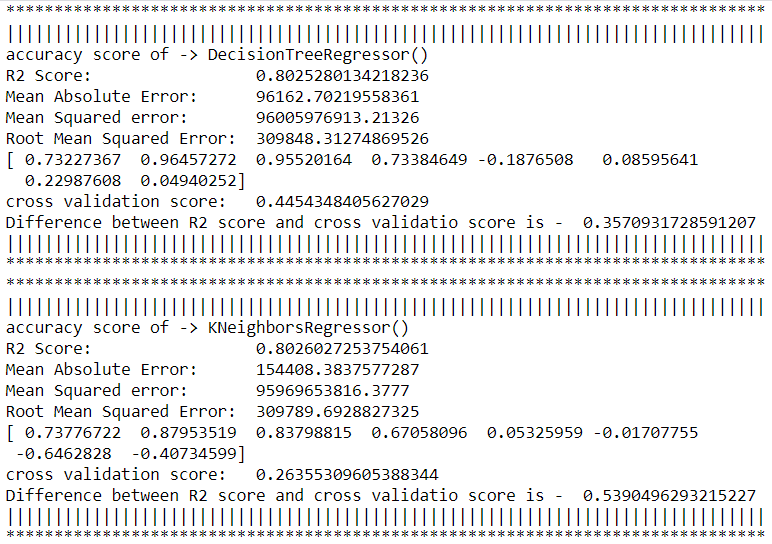 ******************************************************************************
||||||||||||||||||||||||||||||||||||||||||||||||||||||||||||||||||||||||||||||
accuracy score of -> DecisionTreeRegressor()
R2 Score: 0.8025280134218236
Mean Absolute Error: 96162.70219558361
Mean Squared error: 96005976913.21326
Root Mean Squared Error: 309848.31274869526
[ 0.73227367 0.96457272 0.95520164 0.73384649 -0.1876508 0.08595641
0.22987608 0.04940252]
cross validation score: 0.4454348405627029
Difference between R2 score and cross validatio score is - 0.3570931728591207
||||||||||||||||||||||||||||||||||||||||||||||||||||||||||||||||||||||||||||||
******************************************************************************
******************************************************************************
||||||||||||||||||||||||||||||||||||||||||||||||||||||||||||||||||||||||||||||
accuracy score of -> KNeighborsRegressor()
R2 Score: 0.8026027253754061
Mean Absolute Error: 154408.3837577287
Mean Squared error: 95969653816.3777
Root Mean Squared Error: 309789.6928827325
[ 0.73776722 0.87953519 0.83798815 0.67058096 0.05325959 -0.01707755
-0.6462828 -0.40734599]
cross validation score: 0.26355309605388344
Difference between R2 score and cross validatio score is - 0.5390496293215227
||||||||||||||||||||||||||||||||||||||||||||||||||||||||||||||||||||||||||||||
******************************************************************************